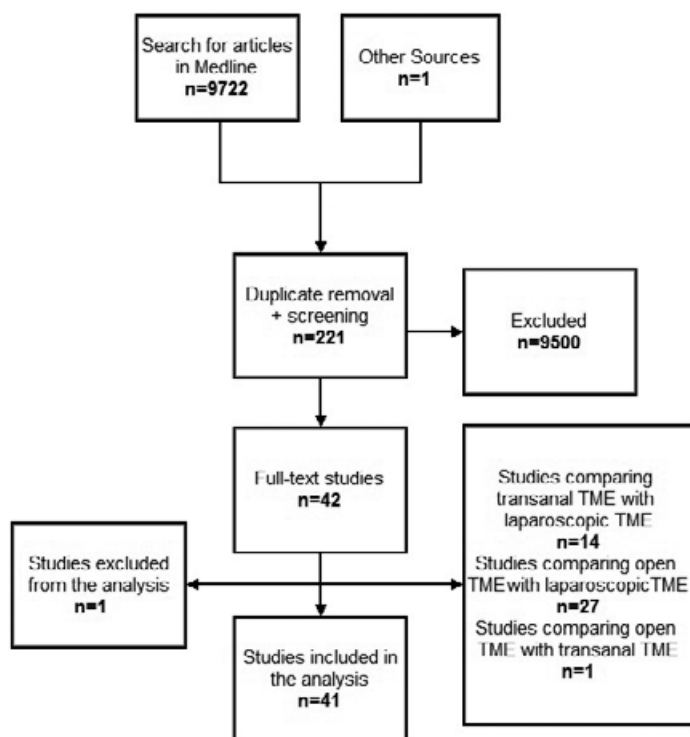 Search for articles
in Medline
n=9722
Other Sources
n=1
Duplicate removal
+ screening
n=221
Excluded
n=9500
Full-text studies
n=42
Studies comparing
transanal TME with
laparoscopic TME
n=14
Studies comparing open
TME with laparoscopic TME
n=27
Studies comparing open
TME with transanal TME
n=1
Studies excluded
from the analysis
n=1
Studies included in
the analysis
n=41